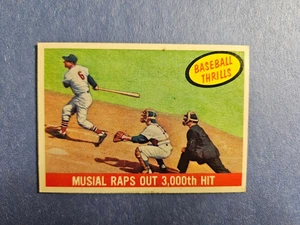 BASEBALL
THRILLS
6
MUSIAL RAPS OUT 3,000th HIT